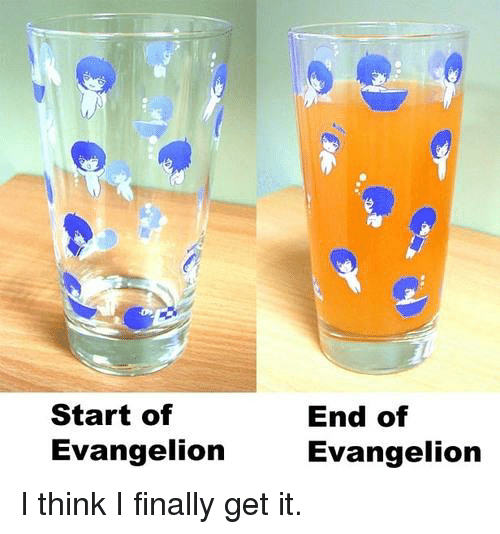 Start of
Evangelion
End of
Evangelion
I think I finally get it.